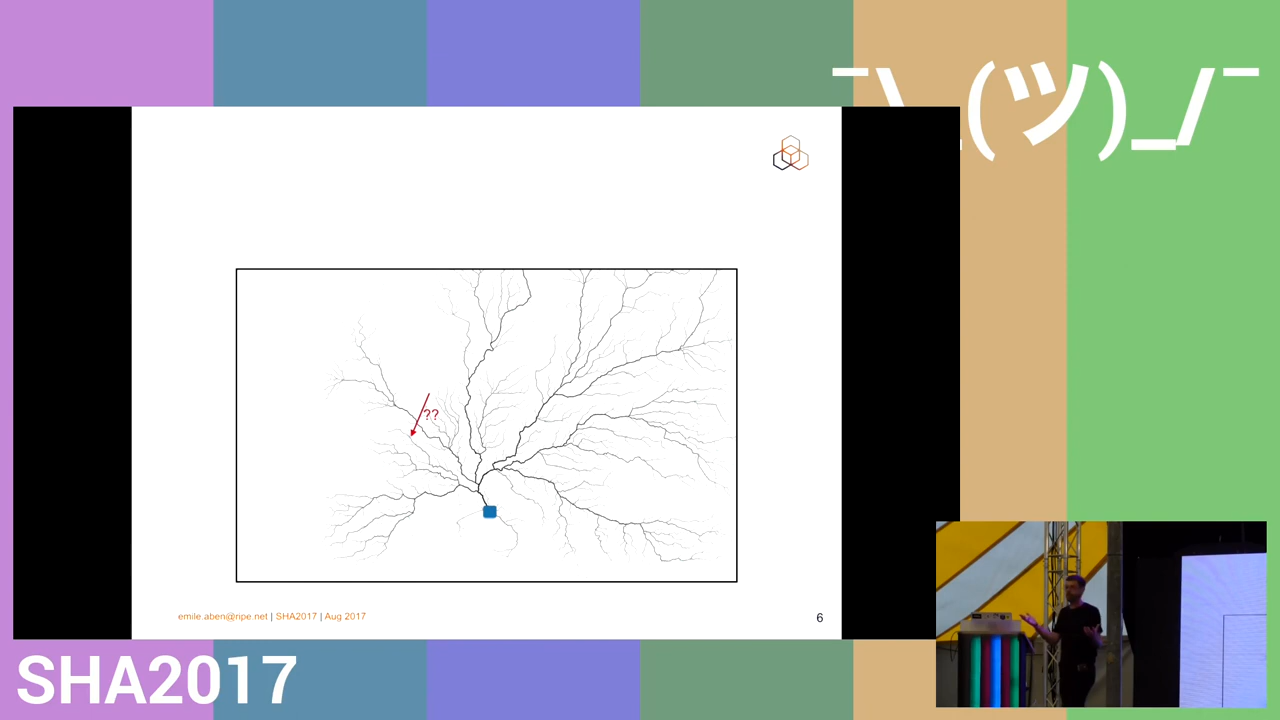 ¯\_(ツ)_/¯
??
emile.aben@ripe.net | SHA2017 | Aug 2017
6
SHA2017